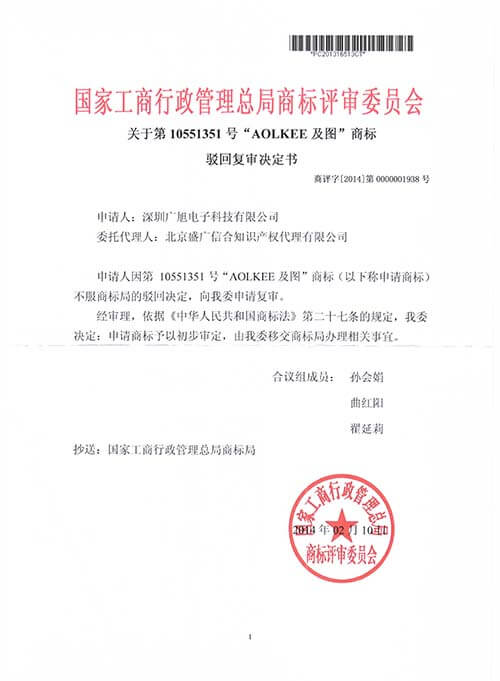 *PC201316513CT*
国家工商行政管理总局商标评审委员会
关于第 10551351 号“AOLKEE 及图”商标
驳回复审决定书
商评字[2014]第 0000001938 号
申请人：深圳广旭电子科技有限公司
委托代理人：北京盛广信合知识产权代理有限公司
申请人因第 10551351 号“AOLKEE 及图”商标（以下称申请商标）
不服商标局的驳回决定，向我委申请复审。
经审理，依据《中华人民共和国商标法》第二十七条的规定，我委
决定：申请商标予以初步审定，由我委移交商标局办理相关事宜。
合议组成员： 孙会娟
曲红阳
翟延莉
抄送：国家工商行政管理总局商标局
国家工商行政管理总局
2014 年 02 月 10 日
商标评审委员会
1